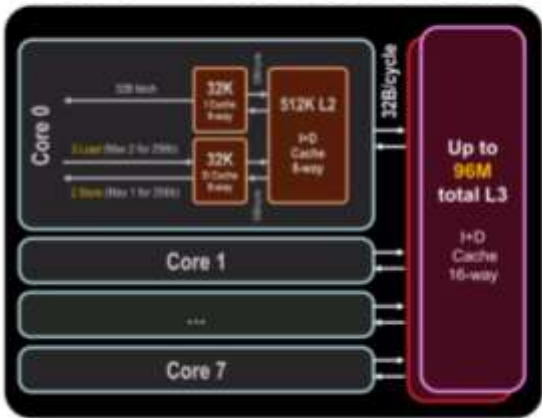 Core 0
32B fetch
32K
I Cache
8-way
3 Load (Max 2 for 256b)
2 Store (Max 1 for 256b)
32K
D Cache
8-way
512K L2
I+D
Cache
8-way
32B/cycle
Up to
96M
total L3
I+D
Cache
16-way
Core 1
...
Core 7